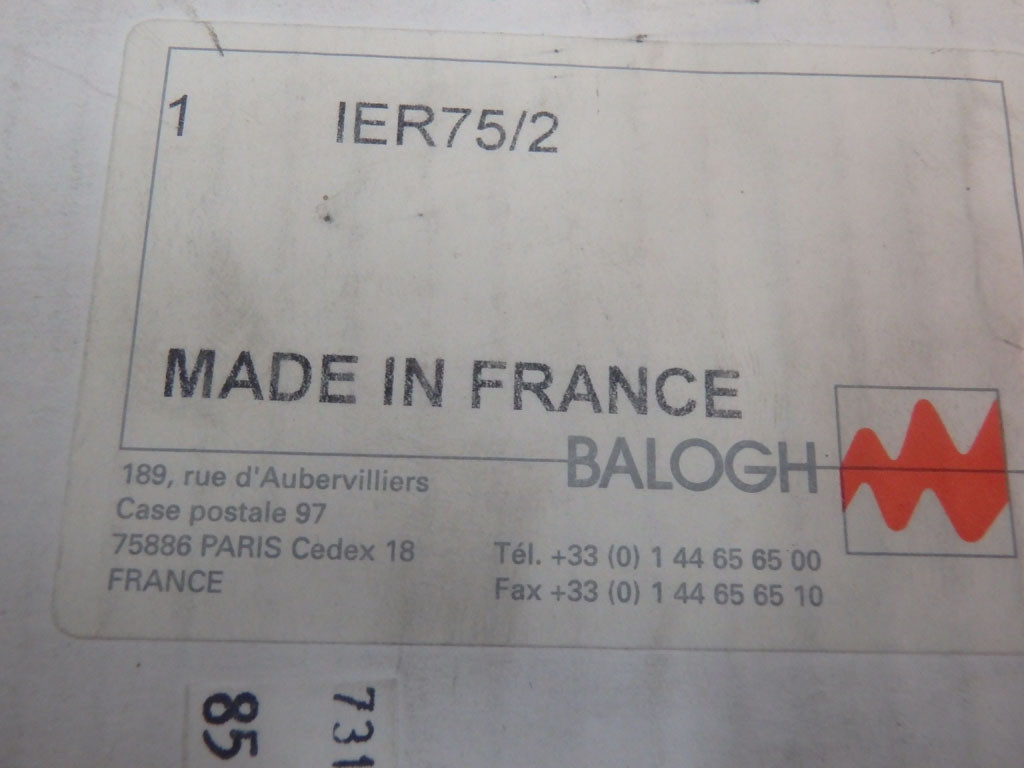 1 IER75/2
MADE IN FRANCE
BALOGH
189, rue d'Aubervilliers
Case postale 97
75886 PARIS Cedex 18
FRANCE
Tél. +33 (0) 1 44 65 65 00
Fax +33 (0) 1 44 65 65 10
85
731